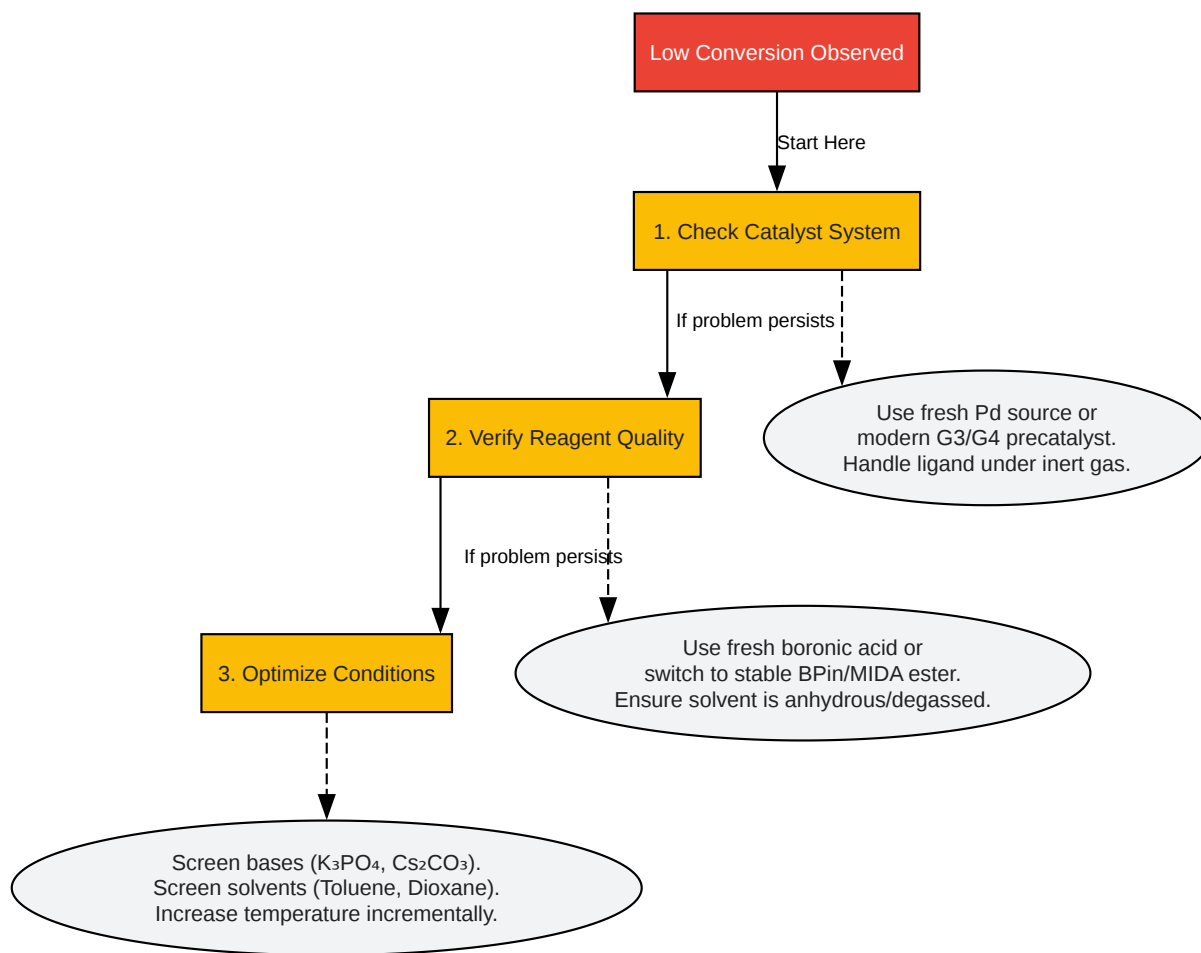 Low Conversion Observed
Start Here
1. Check Catalyst System
If problem persists
Use fresh Pd source or
modern G3/G4 precatalyst.
Handle ligand under inert gas.
2. Verify Reagent Quality
If problem persists
Use fresh boronic acid or
switch to stable BPin/MIDA ester.
Ensure solvent is anhydrous/degassed.
3. Optimize Conditions
Screen bases (K₃PO₄, Cs₂CO₃).
Screen solvents (Toluene, Dioxane).
Increase temperature incrementally.